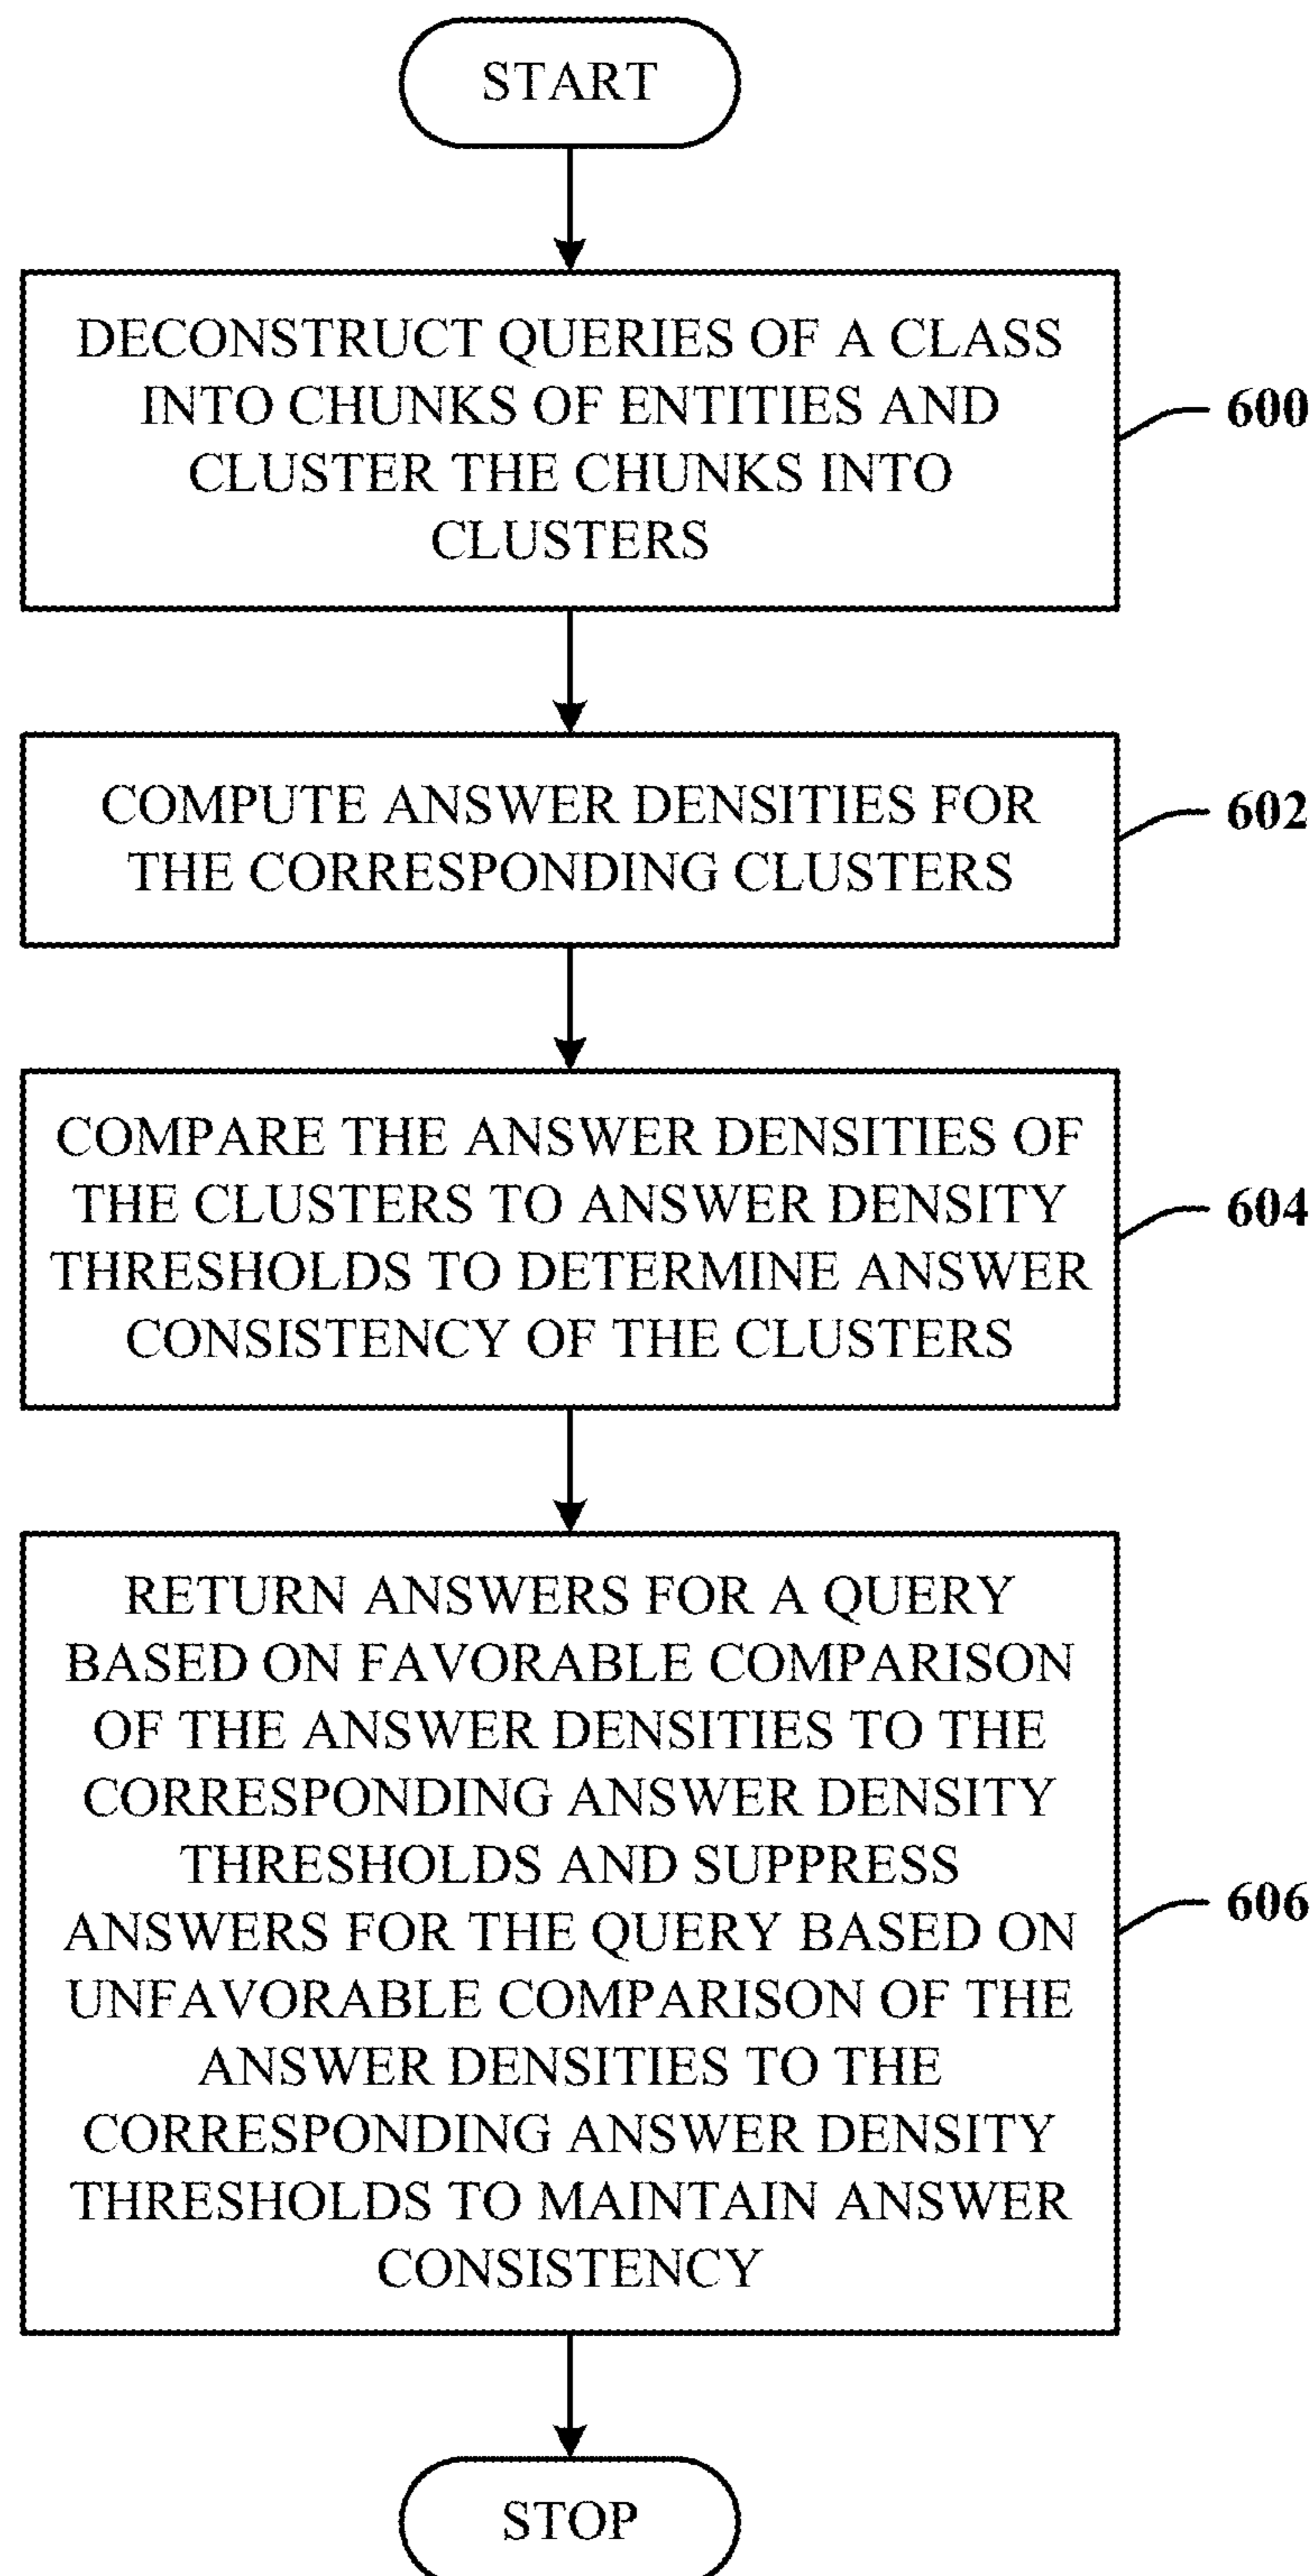 START
DECONSTRUCT QUERIES OF A CLASS
INTO CHUNKS OF ENTITIES AND
CLUSTER THE CHUNKS INTO
CLUSTERS
600
COMPUTE ANSWER DENSITIES FOR
THE CORRESPONDING CLUSTERS
602
COMPARE THE ANSWER DENSITIES OF
THE CLUSTERS TO ANSWER DENSITY
THRESHOLDS TO DETERMINE ANSWER
CONSISTENCY OF THE CLUSTERS
604
RETURN ANSWERS FOR A QUERY
BASED ON FAVORABLE COMPARISON
OF THE ANSWER DENSITIES TO THE
CORRESPONDING ANSWER DENSITY
THRESHOLDS AND SUPPRESS
ANSWERS FOR THE QUERY BASED ON
UNFAVORABLE COMPARISON OF THE
ANSWER DENSITIES TO THE
CORRESPONDING ANSWER DENSITY
THRESHOLDS TO MAINTAIN ANSWER
CONSISTENCY
606
STOP